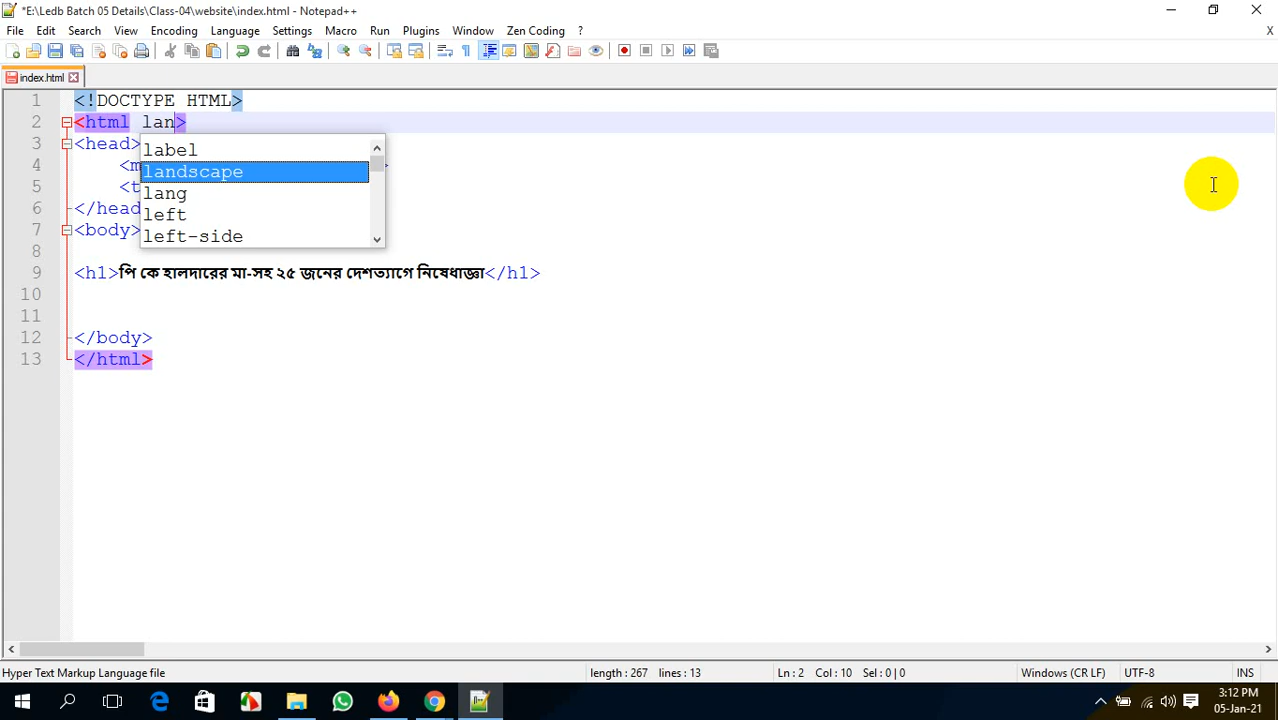 *E:\Ledb Batch 05 Details\Class-04\website\index.html - Notepad++
File Edit Search View Encoding Language Settings Macro Run Plugins Window Zen Coding ? X
index.html
1 <!DOCTYPE HTML>
2 <html lan>
3 <head>
label
4 <m >
landscape
5 <t
lang
6 </head
left
7 <body>
left-side
8
9 <h1>পি কে হালদারের মা-সহ ২৫ জনের দেশত্যাগে নিষেধাজ্ঞা</h1>
10
11
12 </body>
13 </html>
Hyper Text Markup Language file length : 267 lines : 13 Ln : 2 Col : 10 Sel : 0 | 0 Windows (CR LF) UTF-8 INS
3:12 PM
05-Jan-21